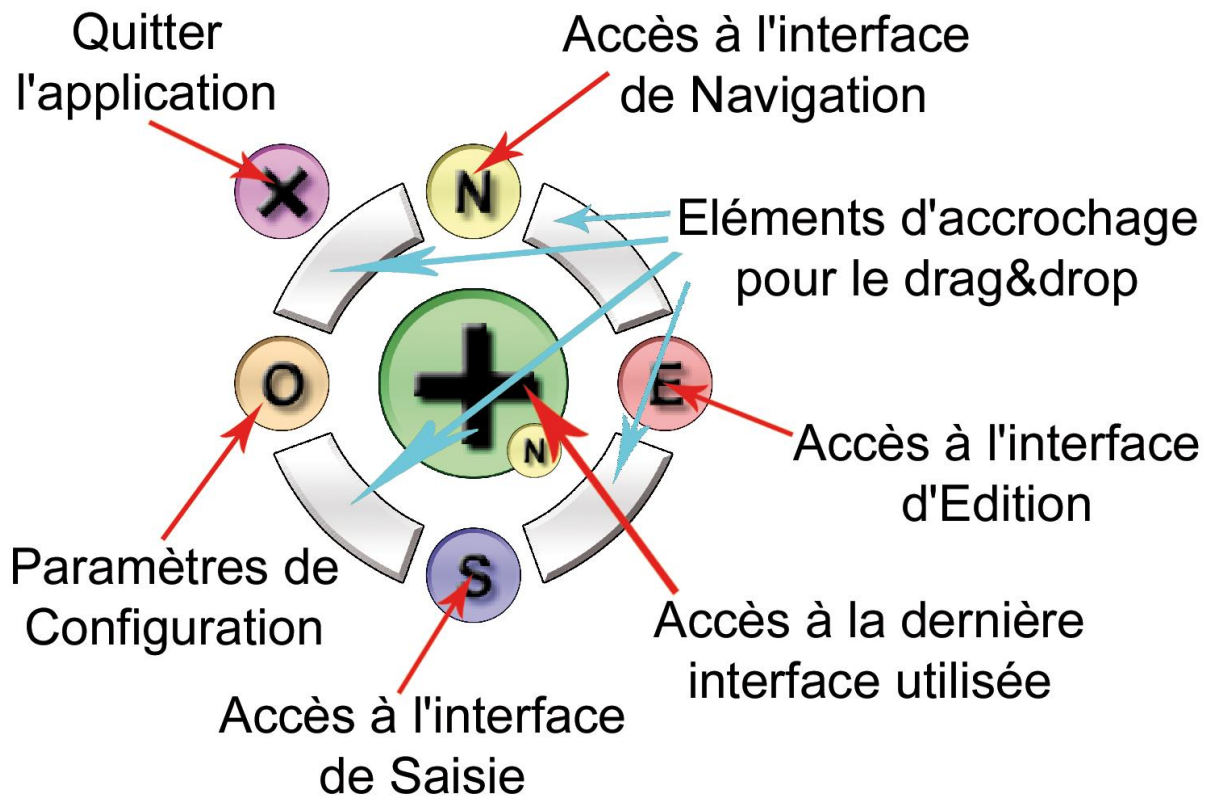 Quitter
l'application
Accès à l'interface
de Navigation
X
N
Eléments d'accrochage
pour le drag&drop
O
E
N
Accès à l'interface
d'Edition
Paramètres de
Configuration
S
Accès à la dernière
interface utilisée
Accès à l'interface
de Saisie